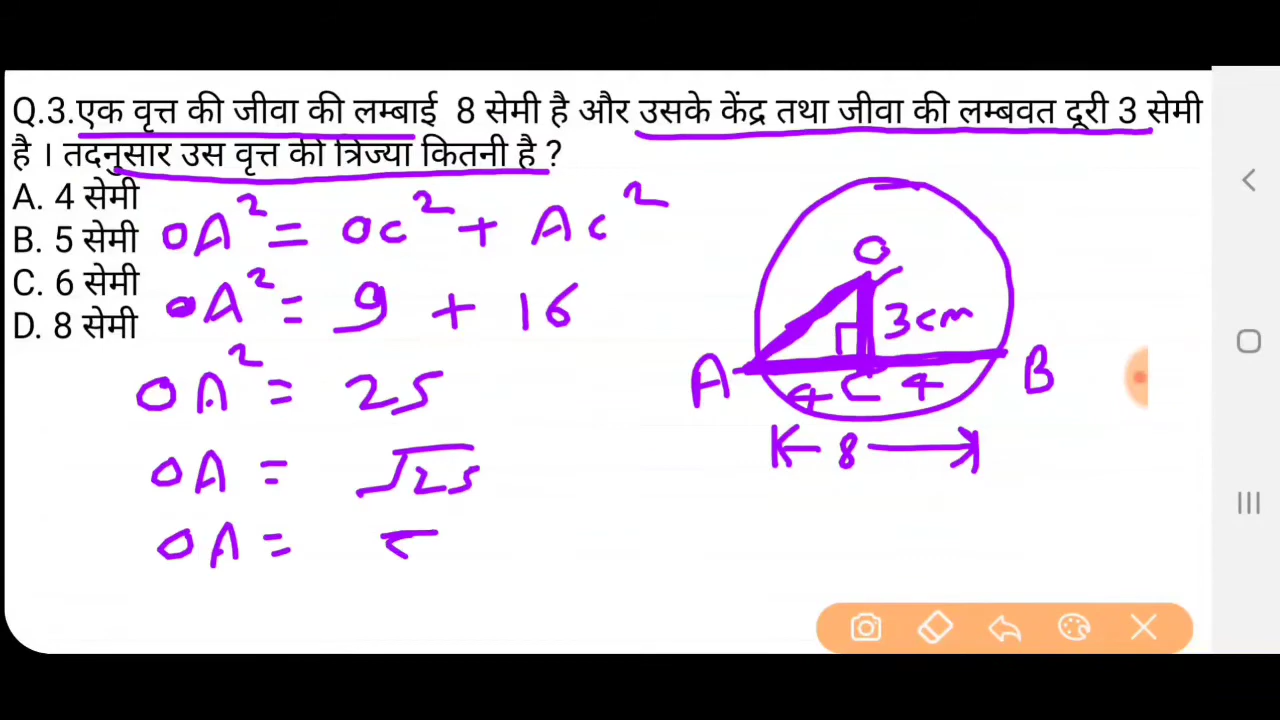 Q.3.एक वृत्त की जीवा की लम्बाई 8 सेमी है और उसके केंद्र तथा जीवा की लम्बवत दूरी 3 सेमी
है । तदनुसार उस वृत्त की त्रिज्या कितनी है ?
A. 4 सेमी
B. 5 सेमी
C. 6 सेमी
D. 8 सेमी
OA² = OC² + AC²
OA² = 9 + 16
OA² = 25
OA = √25
OA = 5
O
3cm
A
B
4 C 4
8